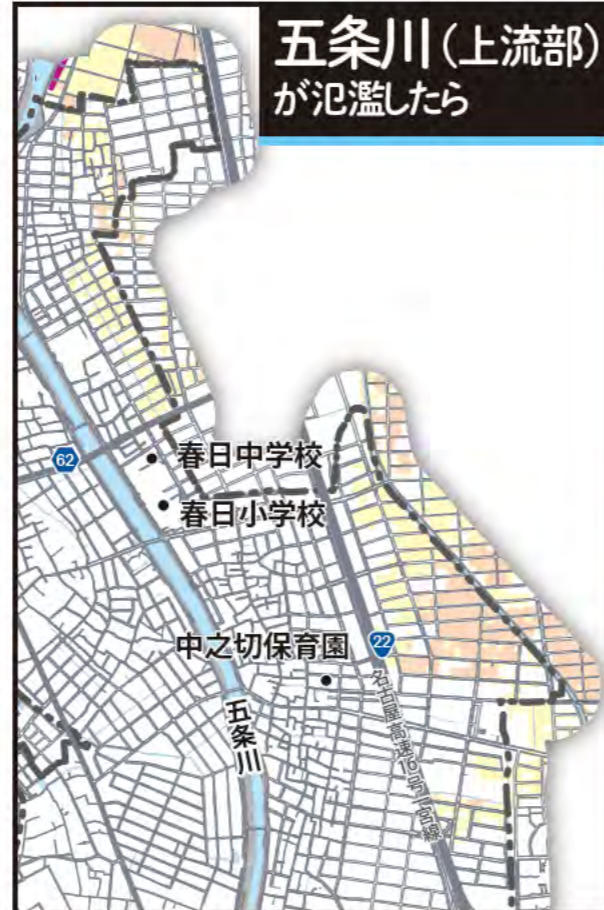 五条川(上流部)
が氾濫したら
62
春日中学校
春日小学校
中之切保育園
22
五条川
名古屋高速16号一宮線